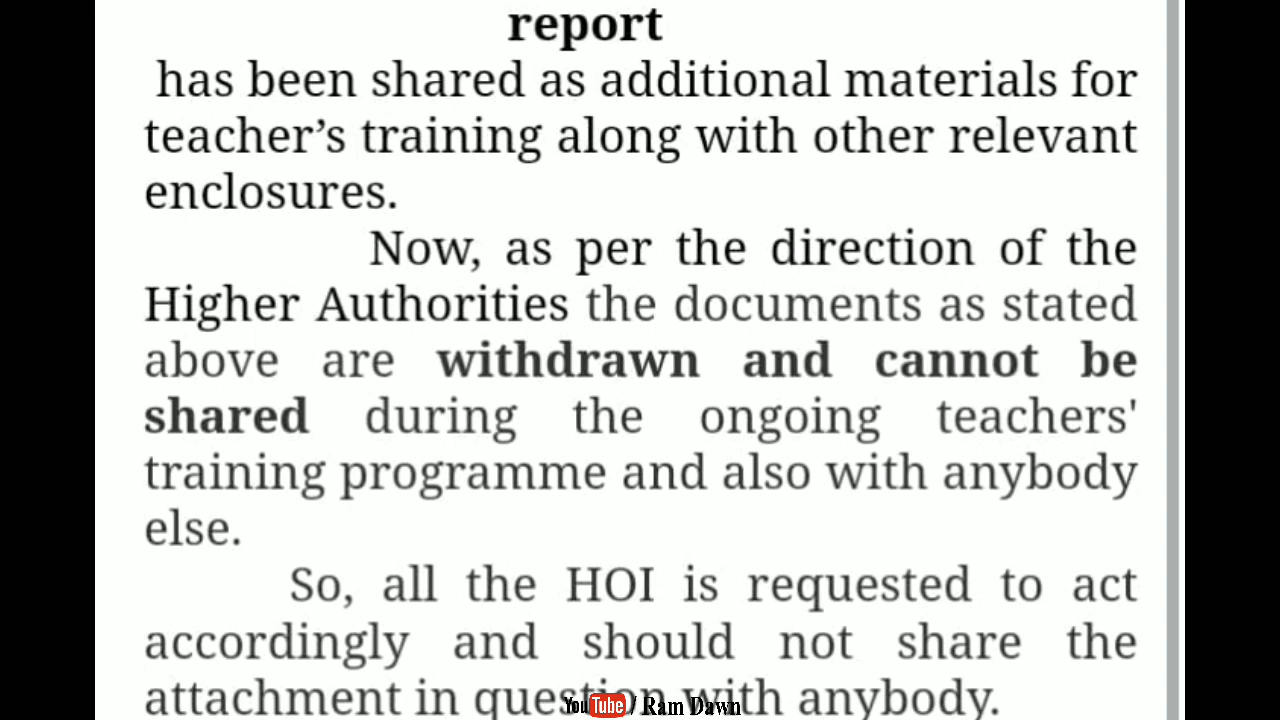 report
has been shared as additional materials for
teacher’s training along with other relevant
enclosures.
Now, as per the direction of the
Higher Authorities the documents as stated
above are withdrawn and cannot be
shared during the ongoing teachers'
training programme and also with anybody
else.
So, all the HOI is requested to act
accordingly and should not share the
attachment in question with anybody.
YouTube / Ram Dawn